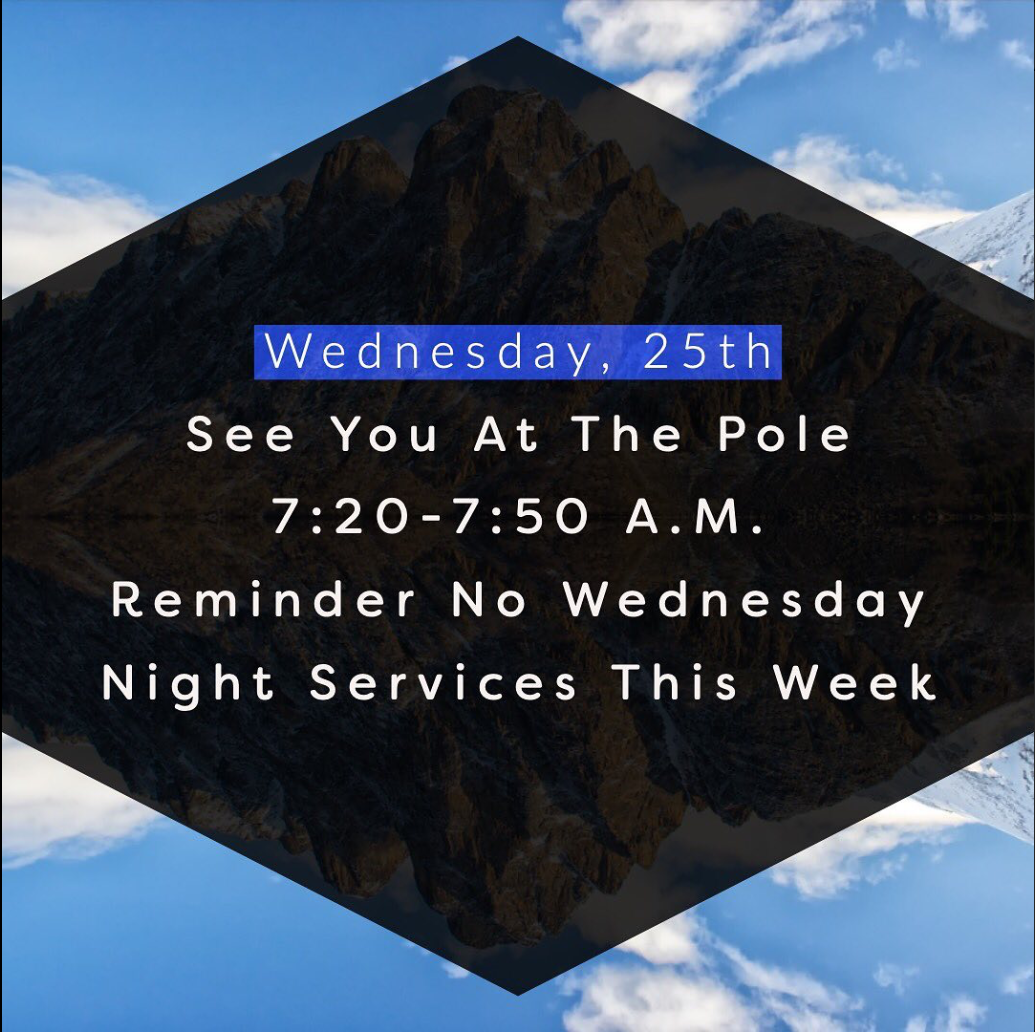 Wednesday, 25th
See You At The Pole
7:20-7:50 A.M.
Reminder No Wednesday
Night Services This Week